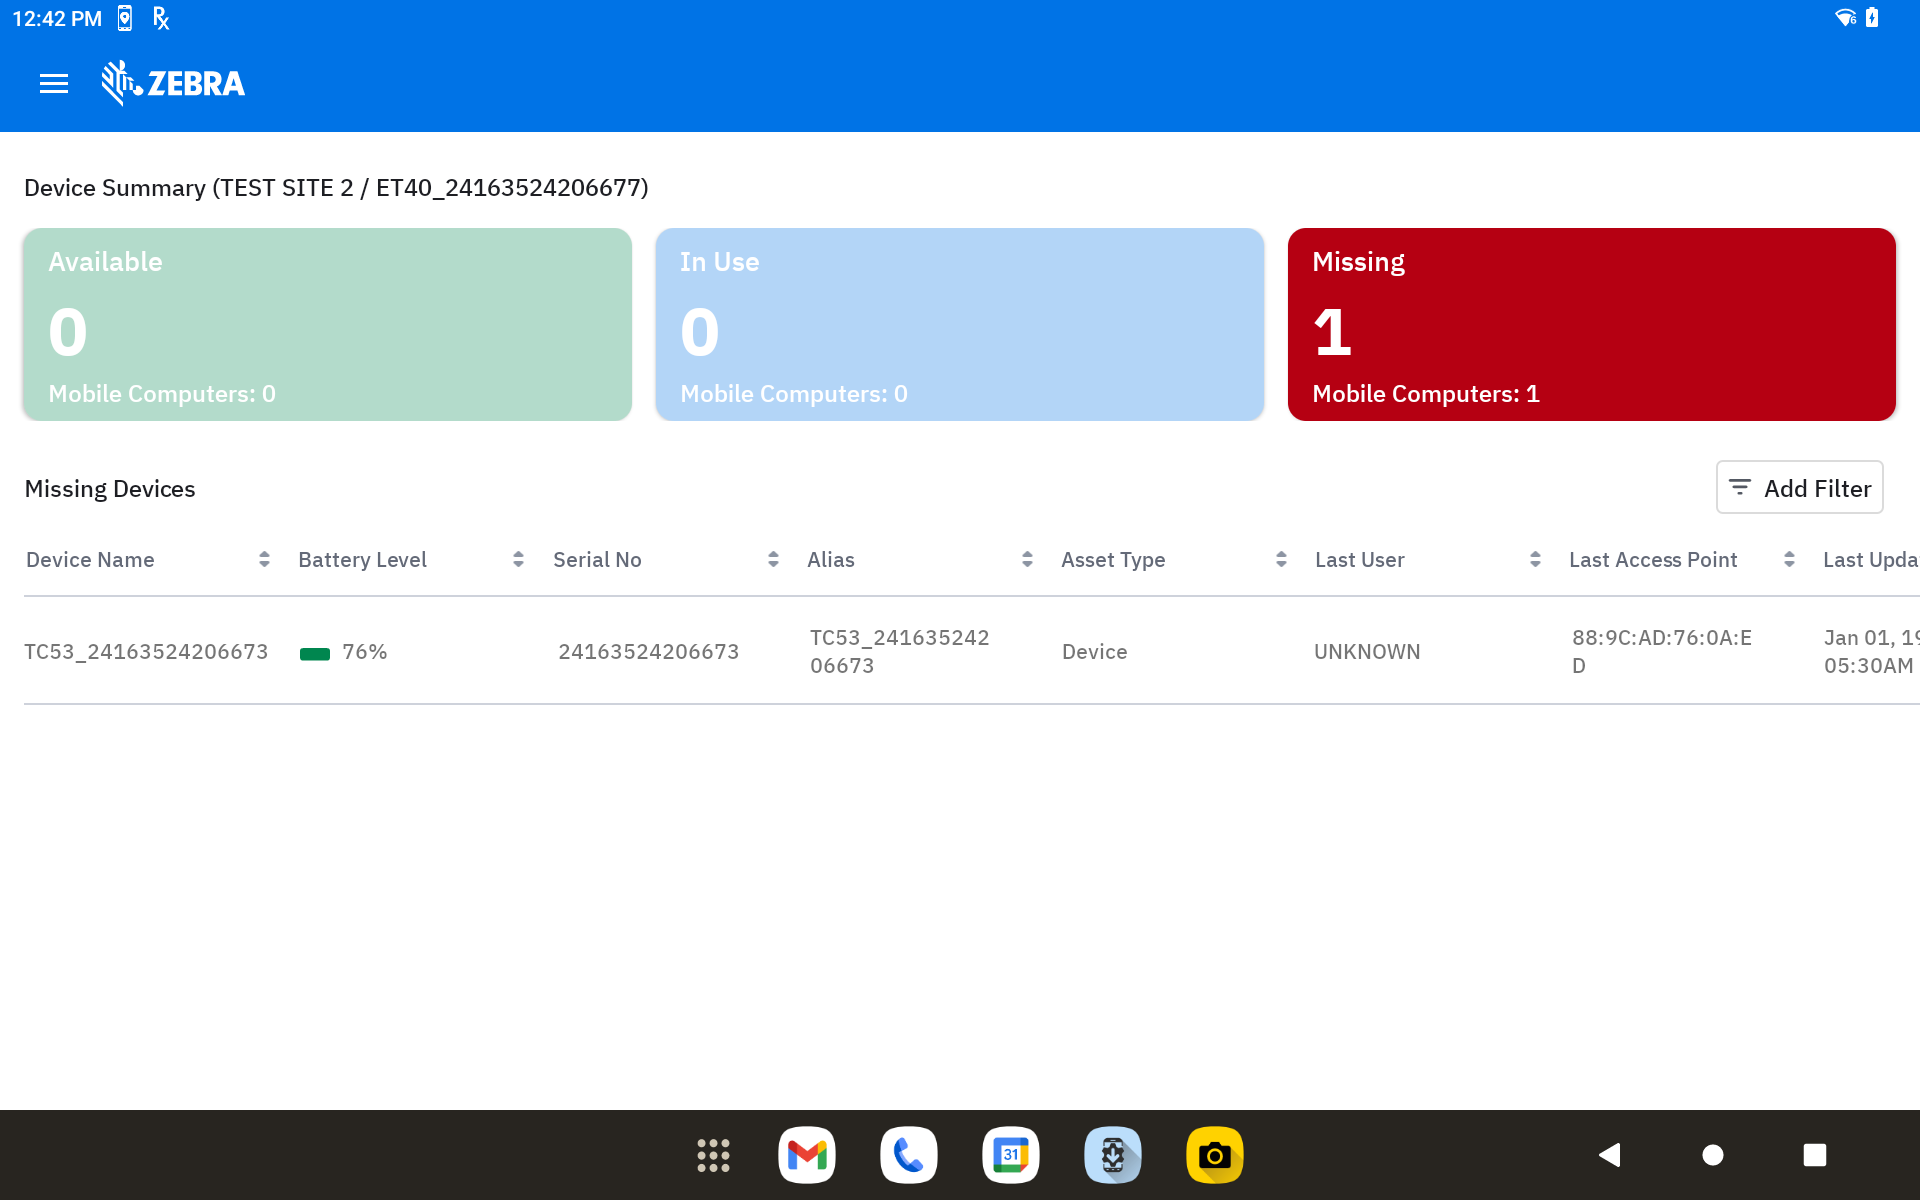 12:42 PM
ZEBRA
Device Summary (TEST SITE 2 / ET40_24163524206677)
Available
0
Mobile Computers: 0
In Use
0
Mobile Computers: 0
Missing
1
Mobile Computers: 1
Missing Devices
Add Filter
Device Name Battery Level Serial No Alias Asset Type Last User Last Access Point Last Upda
TC53_24163524206673 76% 24163524206673 TC53_241635242 Device UNKNOWN 88:9C:AD:76:0A:E Jan 01, 19
06673 D 05:30AM
31